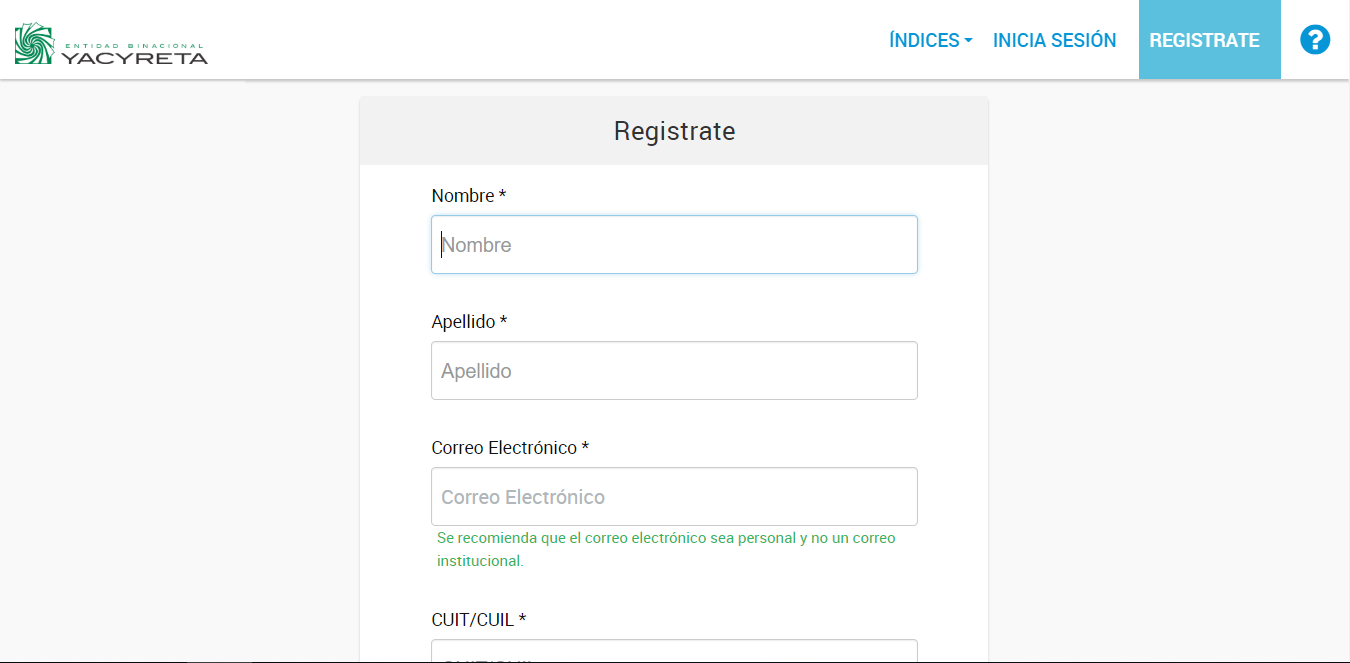 ENTIDAD BINACIONAL
YACYRETA
ÍNDICES
INICIA SESIÓN
REGISTRATE
?
Registrate
Nombre *
Nombre
Apellido *
Apellido
Correo Electrónico *
Correo Electrónico
Se recomienda que el correo electrónico sea personal y no un correo
institucional.
CUIT/CUIL *